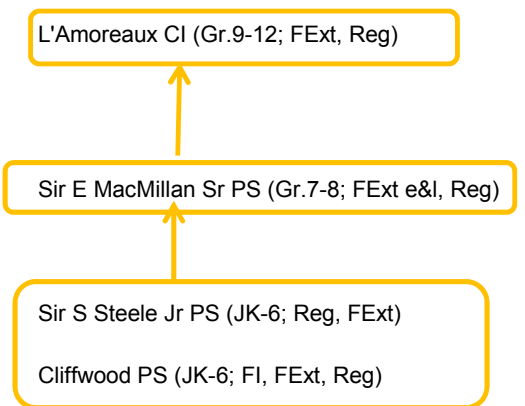 L'Amoreaux CI (Gr.9-12; FExt, Reg)
Sir E MacMillan Sr PS (Gr.7-8; FExt e&l, Reg)
Sir S Steele Jr PS (JK-6; Reg, FExt)
Cliffwood PS (JK-6; FI, FExt, Reg)